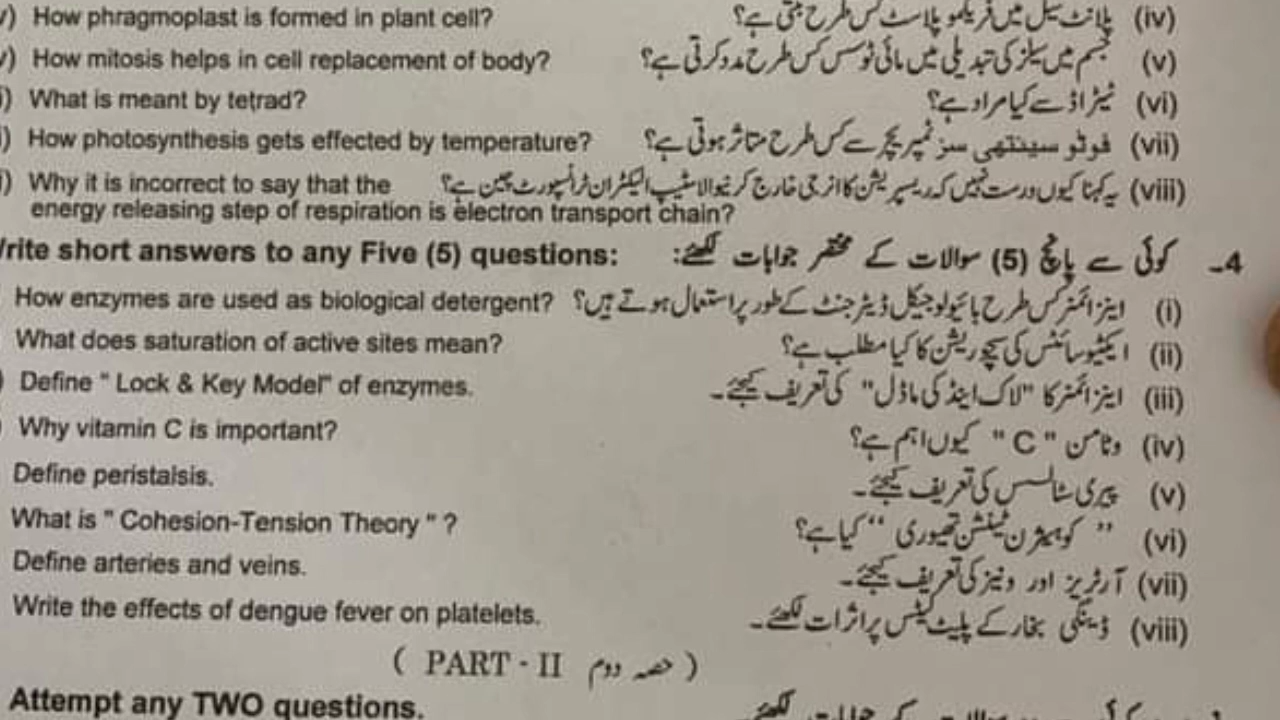 How phragmoplast is formed in plant cell? پلانٹ سیل میں فریگموپلاسٹ کس طرح بنتی ہے؟ (iv)
) How mitosis helps in cell replacement of body? جسم میں سیلز کی تبدیلی میں مائی ٹوسس کس طرح مدد کرتی ہے؟ (v)
i) What is meant by tetrad? ٹیٹراڈ سے کیا مراد ہے؟ (vi)
i) How photosynthesis gets effected by temperature? فوٹو سینتھی سز ٹمپریچر سے کس طرح متاثر ہوتی ہے؟ (vii)
i) Why it is incorrect to say that the یہ کہنا کیوں درست نہیں کہ ریسپریشن کا انرجی خارج کرنیوالا سٹیپ الیکٹران ٹرانسپورٹ چین ہے؟ (viii)
energy releasing step of respiration is electron transport chain?
rite short answers to any Five (5) questions: کوئی سے پانچ (5) سوالات کے مختصر جوابات لکھئے: 4۔
How enzymes are used as biological detergent? اینزائمز کس طرح بائیولوجیکل ڈیٹرجنٹ کے طور پر استعمال ہوتے ہیں؟ (i)
What does saturation of active sites mean? ایکٹیو سائٹس کی سچوریشن کا کیا مطلب ہے؟ (ii)
) Define " Lock & Key Model" of enzymes. اینزائمز کا "لاک اینڈ کی ماڈل" کی تعریف کیجئے۔ (iii)
Why vitamin C is important? وٹامن " C " کیوں اہم ہے؟ (iv)
Define peristalsis. پیری سٹالسس کی تعریف کیجئے۔ (v)
What is " Cohesion-Tension Theory " ? " کوہیژن ٹینشن تھیوری " کیا ہے؟ (vi)
Define arteries and veins. آرٹریز اور وینز کی تعریف کیجئے۔ (vii)
Write the effects of dengue fever on platelets. ڈینگی بخار کے پلیٹ لیٹس پر اثرات لکھئے۔ (viii)
( PART - II حصہ دوم )
Attempt any TWO questions. سوالات کے جوابات لکھئے